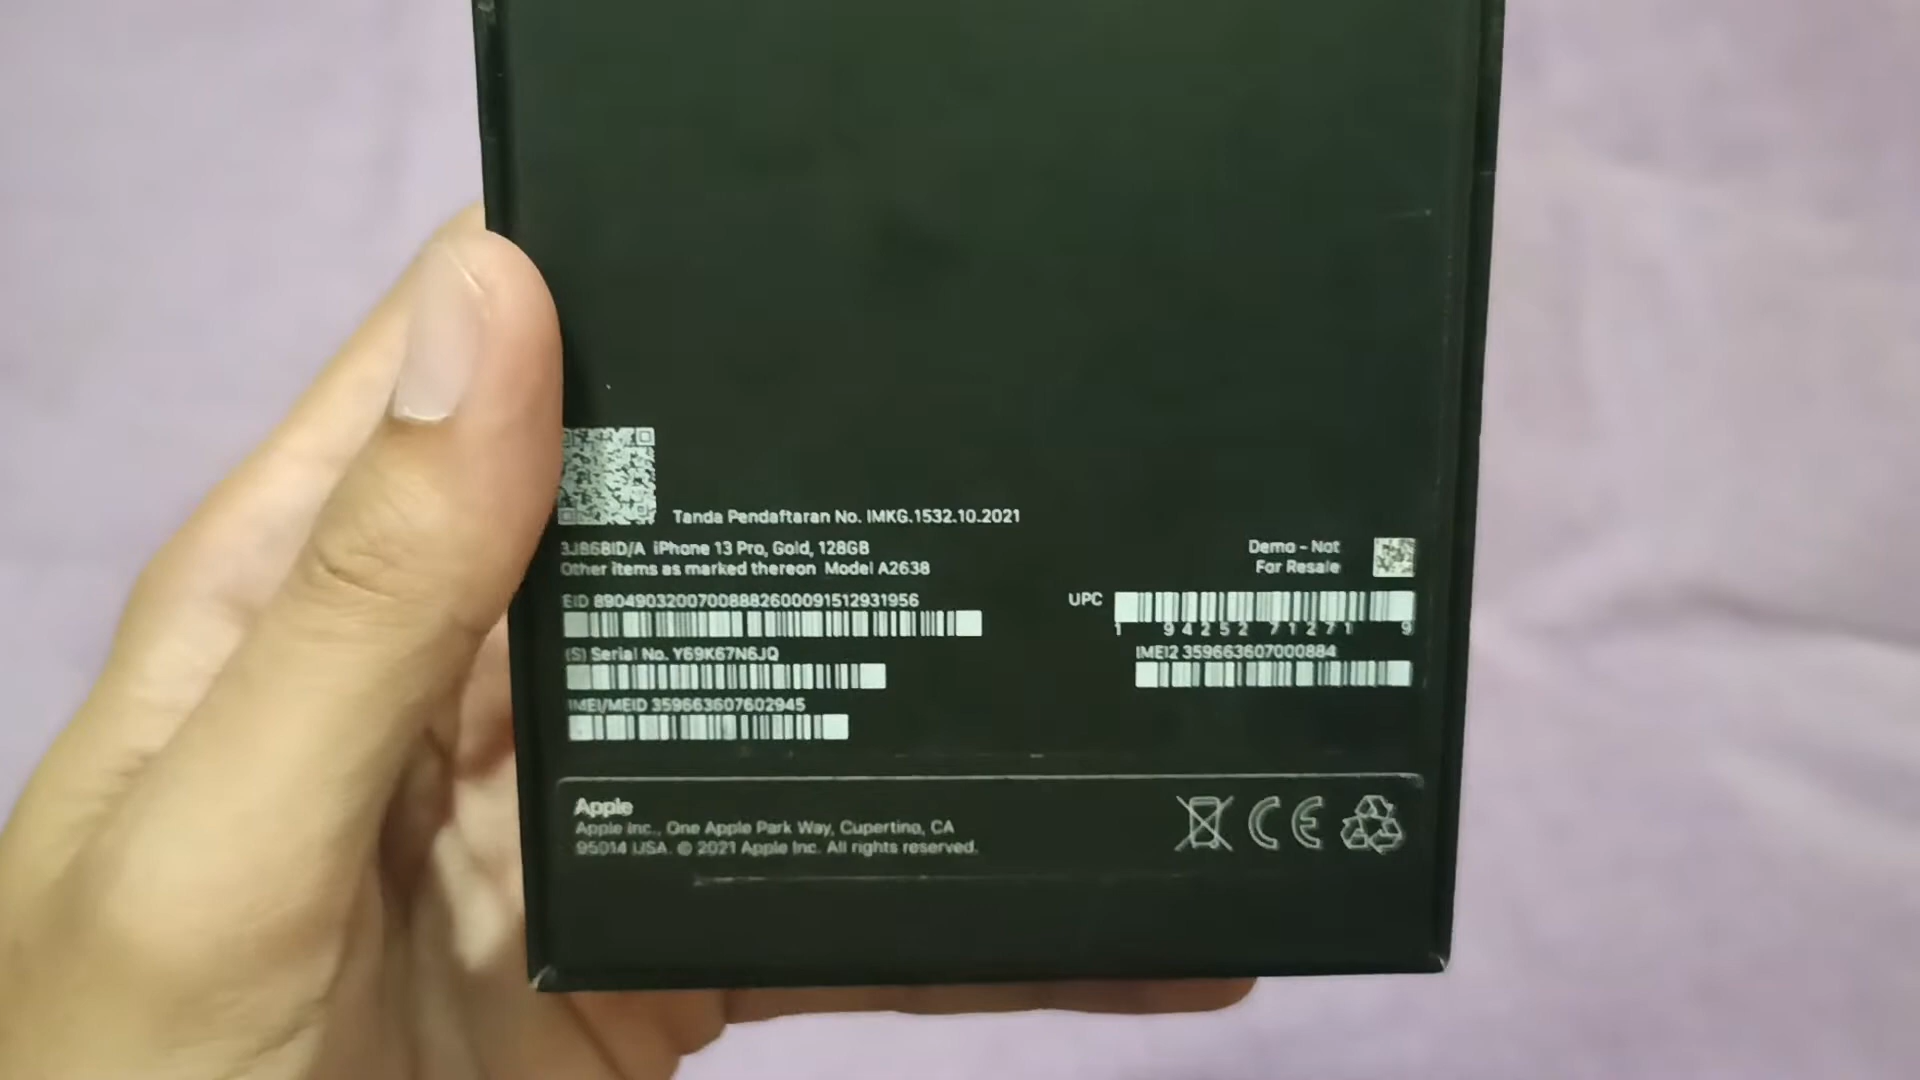 Tanda Pendaftaran No. IMKG.1532.10.2021
3J868ID/A iPhone 13 Pro, Gold, 128GB
Other items as marked thereon Model A2638
Demo - Not
For Resale
EID 89049032007008882600091512931956
UPC
1 94252 71271 9
(S) Serial No. Y69K67N6JQ
IMEI2 359663607000884
IMEI/MEID 359663607602945
Apple
Apple Inc., One Apple Park Way, Cupertino, CA
95014 USA. © 2021 Apple Inc. All rights reserved.
CE